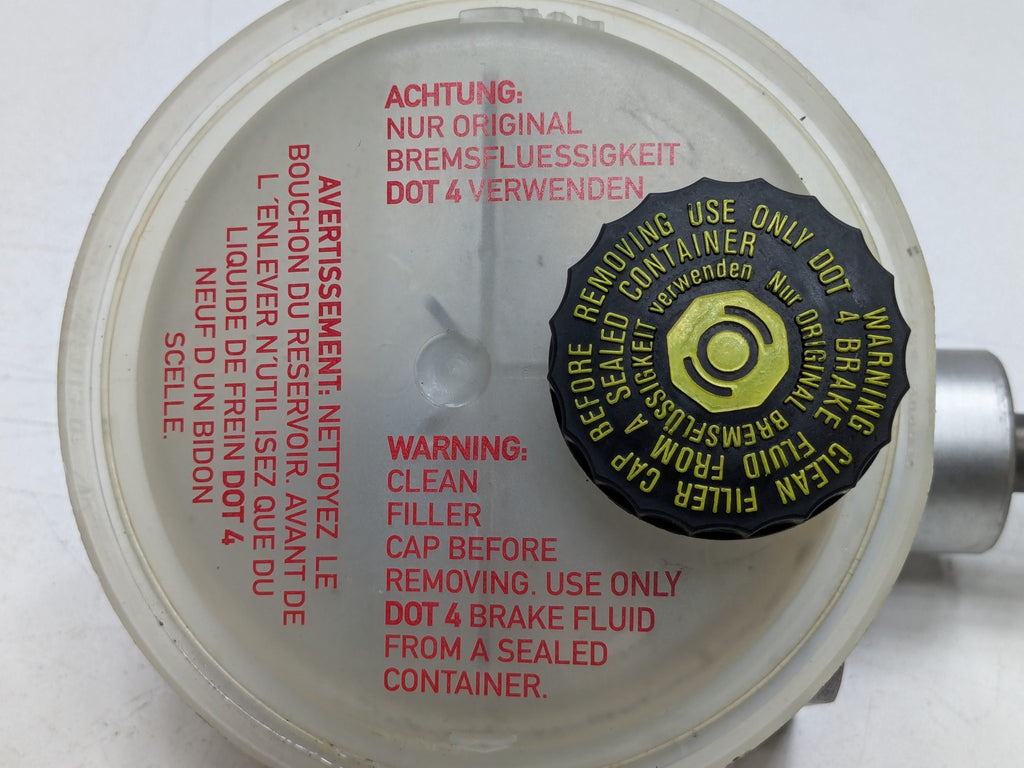 ACHTUNG:
NUR ORIGINAL
BREMSFLUESSIGKEIT
DOT 4 VERWENDEN
AVERTISSEMENT. NETTOYEZ LE
BOUCHON DU RESERVOIR. AVANT DE
L ´ENLEVER N´UTIL ISEZ QUE DU
LIQUIDE DE FREIN DOT 4
NEUF D UN BIDON
SCELLE.
WARNING:
CLEAN
FILLER
CAP BEFORE
REMOVING. USE ONLY
DOT 4 BRAKE FLUID
FROM A SEALED
CONTAINER.
WARNING CLEAN FILLER CAP BEFORE REMOVING USE ONLY DOT
4 BRAKE FLUID FROM A SEALED CONTAINER
Nur ORIGINAL BREMSFLÜSSIGKEIT verwenden